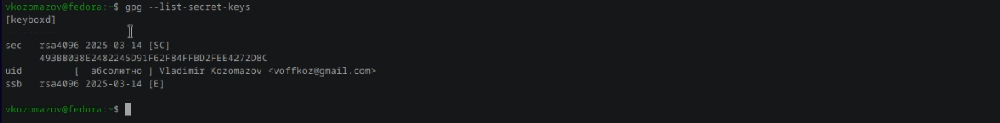 vkozomazov@fedora:~$ gpg --list-secret-keys
[keyboxd]
---------
sec   rsa4096 2025-03-14 [SC]
      493BB038E2482245D91F62F84FFBD2FEE4272D8C
uid         [  абсолютно ] Vladimir Kozomazov <voffkoz@gmail.com>
ssb   rsa4096 2025-03-14 [E]
vkozomazov@fedora:~$